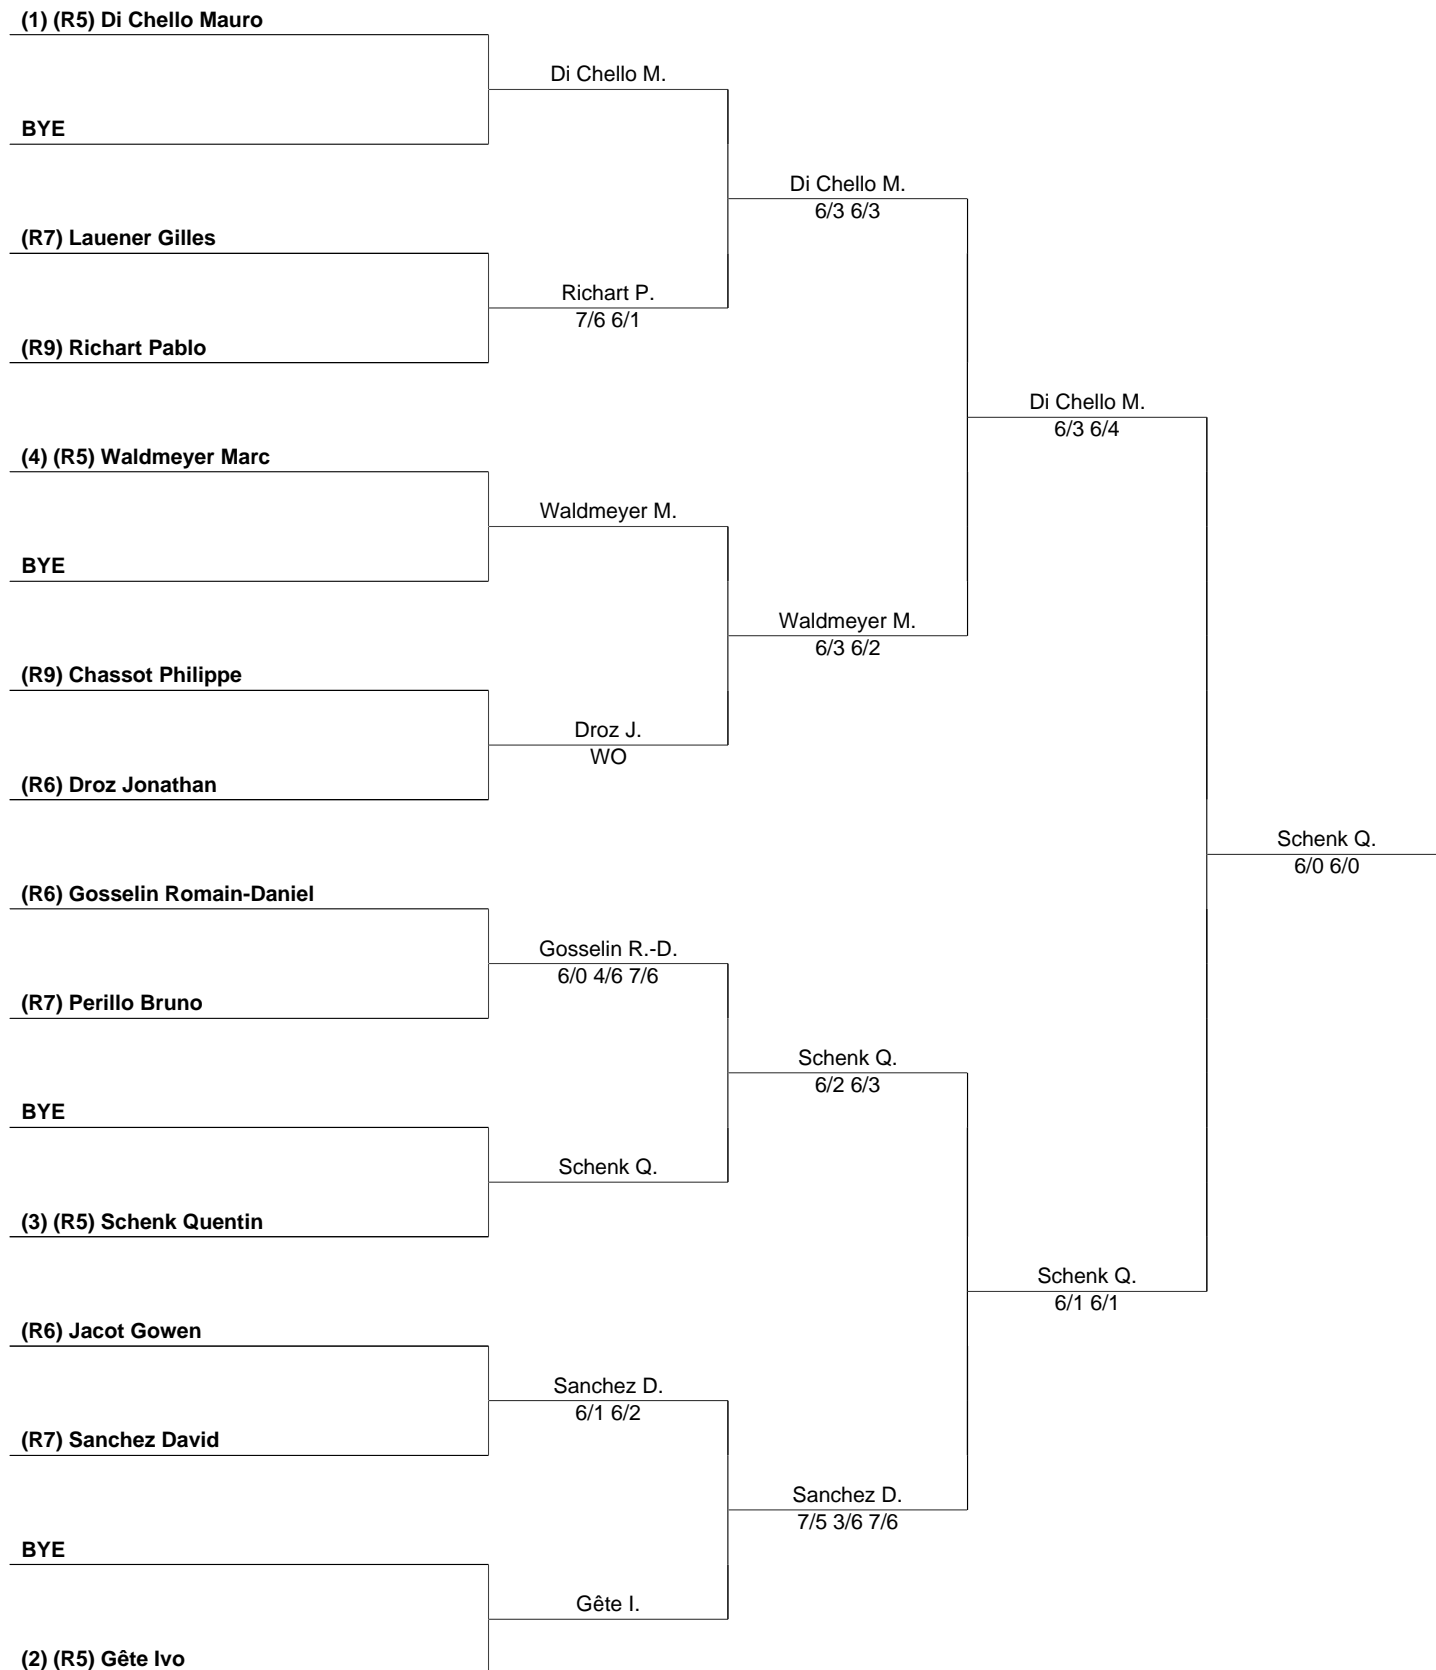 (1) (R5) Di Chello Mauro
Di Chello M.
BYE
Di Chello M.
6/3 6/3
(R7) Lauener Gilles
Richart P.
7/6 6/1
(R9) Richart Pablo
Di Chello M.
6/3 6/4
(4) (R5) Waldmeyer Marc
Waldmeyer M.
BYE
Waldmeyer M.
6/3 6/2
(R9) Chassot Philippe
Droz J.
WO
(R6) Droz Jonathan
Schenk Q.
6/0 6/0
(R6) Gosselin Romain-Daniel
Gosselin R.-D.
6/0 4/6 7/6
(R7) Perillo Bruno
Schenk Q.
6/2 6/3
BYE
Schenk Q.
(3) (R5) Schenk Quentin
Schenk Q.
6/1 6/1
(R6) Jacot Gowen
Sanchez D.
6/1 6/2
(R7) Sanchez David
Sanchez D.
7/5 3/6 7/6
BYE
Gête I.
(2) (R5) Gête Ivo